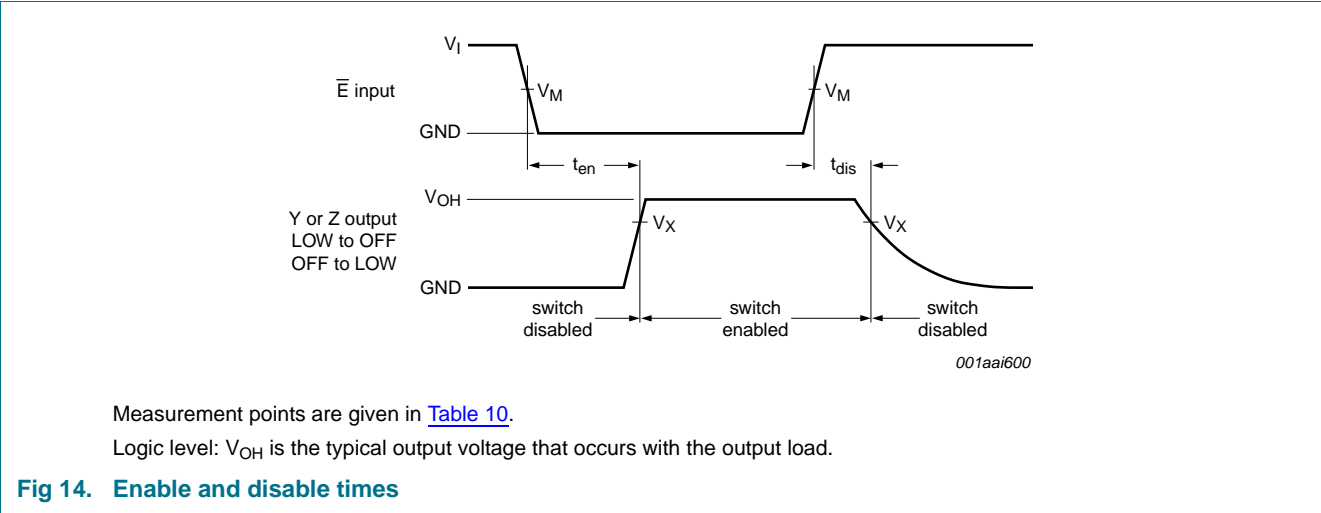 V_I
E̅ input
V_M
V_M
GND
t_en
t_dis
V_OH
Y or Z output
LOW to OFF
OFF to LOW
V_X
V_X
GND
switch disabled
switch enabled
switch disabled
001aai600
Measurement points are given in Table 10.
Logic level: V_OH is the typical output voltage that occurs with the output load.
Fig 14. Enable and disable times